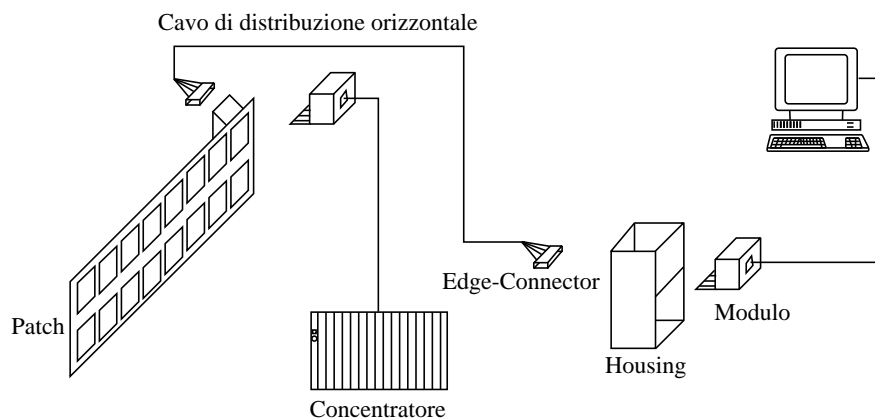 Cavo di distribuzione orizzontale
Edge-Connector
Patch
Modulo
Housing
Concentratore